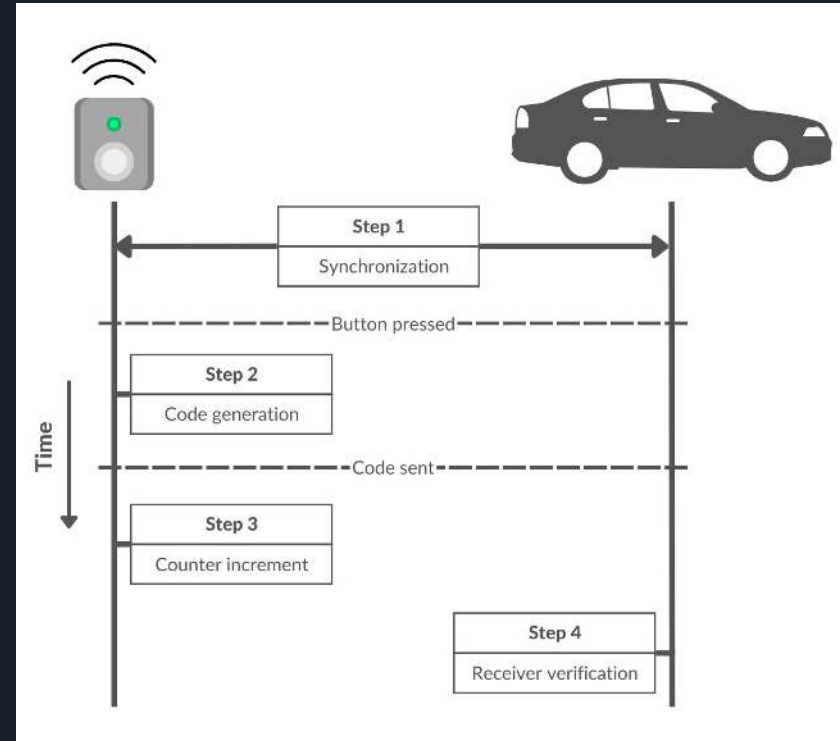 Step 1
Synchronization
Button pressed
Step 2
Code generation
Time
Code sent
Step 3
Counter increment
Step 4
Receiver verification